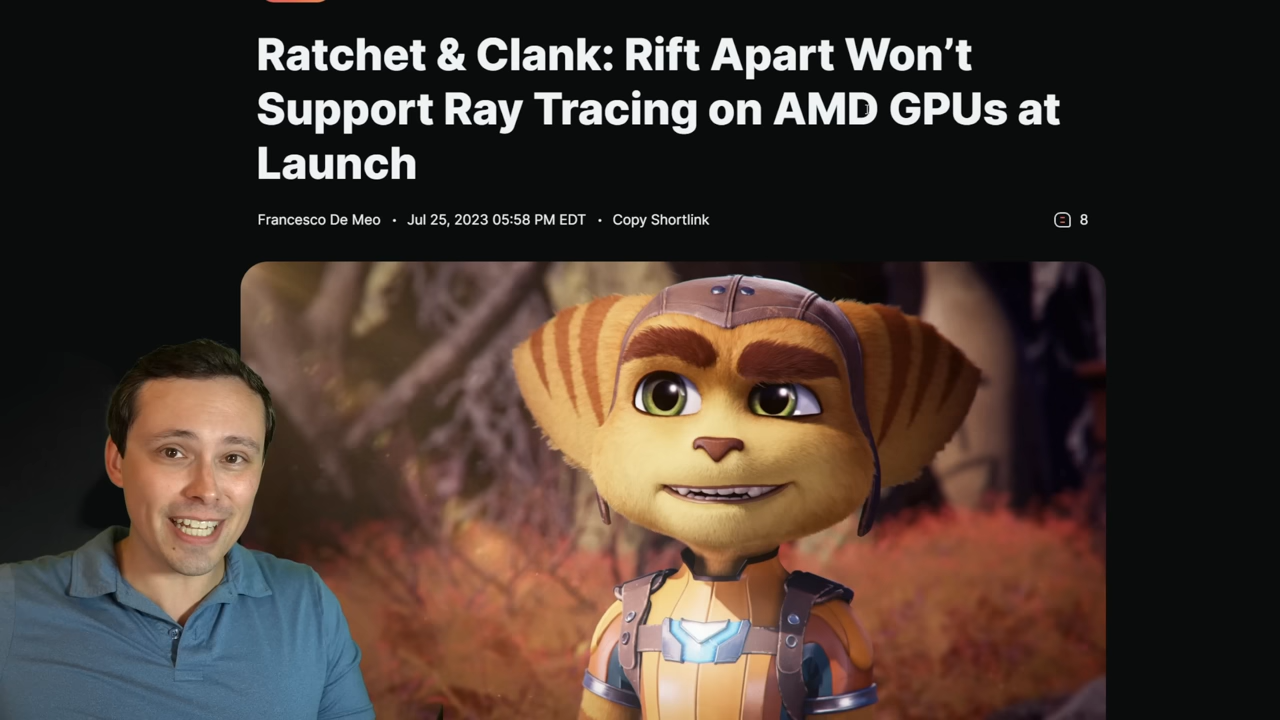 Ratchet & Clank: Rift Apart Won’t
Support Ray Tracing on AMD GPUs at
Launch
Francesco De Meo • Jul 25, 2023 05:58 PM EDT • Copy Shortlink
8